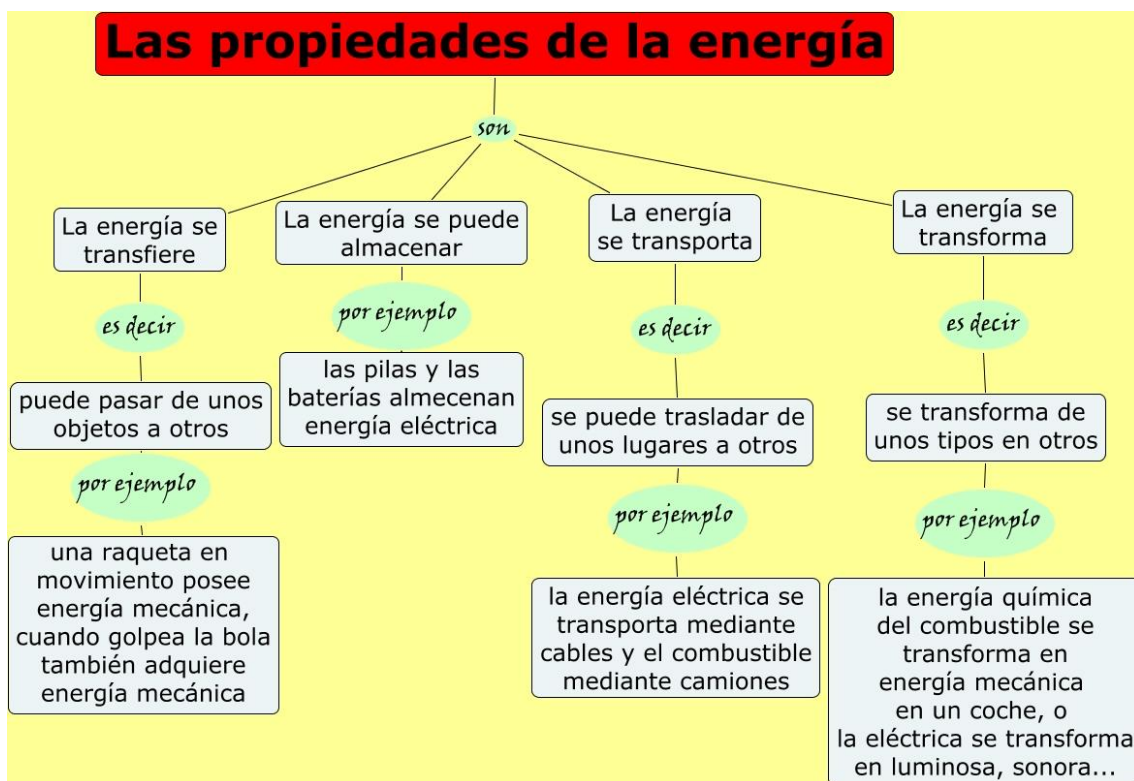 Las propiedades de la energía
son
La energía se
transfiere
es decir
puede pasar de unos
objetos a otros
por ejemplo
una raqueta en
movimiento posee
energía mecánica,
cuando golpea la bola
también adquiere
energía mecánica
La energía se puede
almacenar
por ejemplo
las pilas y las
baterías almecenan
energía eléctrica
La energía
se transporta
es decir
se puede trasladar de
unos lugares a otros
por ejemplo
la energía eléctrica se
transporta mediante
cables y el combustible
mediante camiones
La energía se
transforma
es decir
se transforma de
unos tipos en otros
por ejemplo
la energía química
del combustible se
transforma en
energía mecánica
en un coche, o
la eléctrica se transforma
en luminosa, sonora...